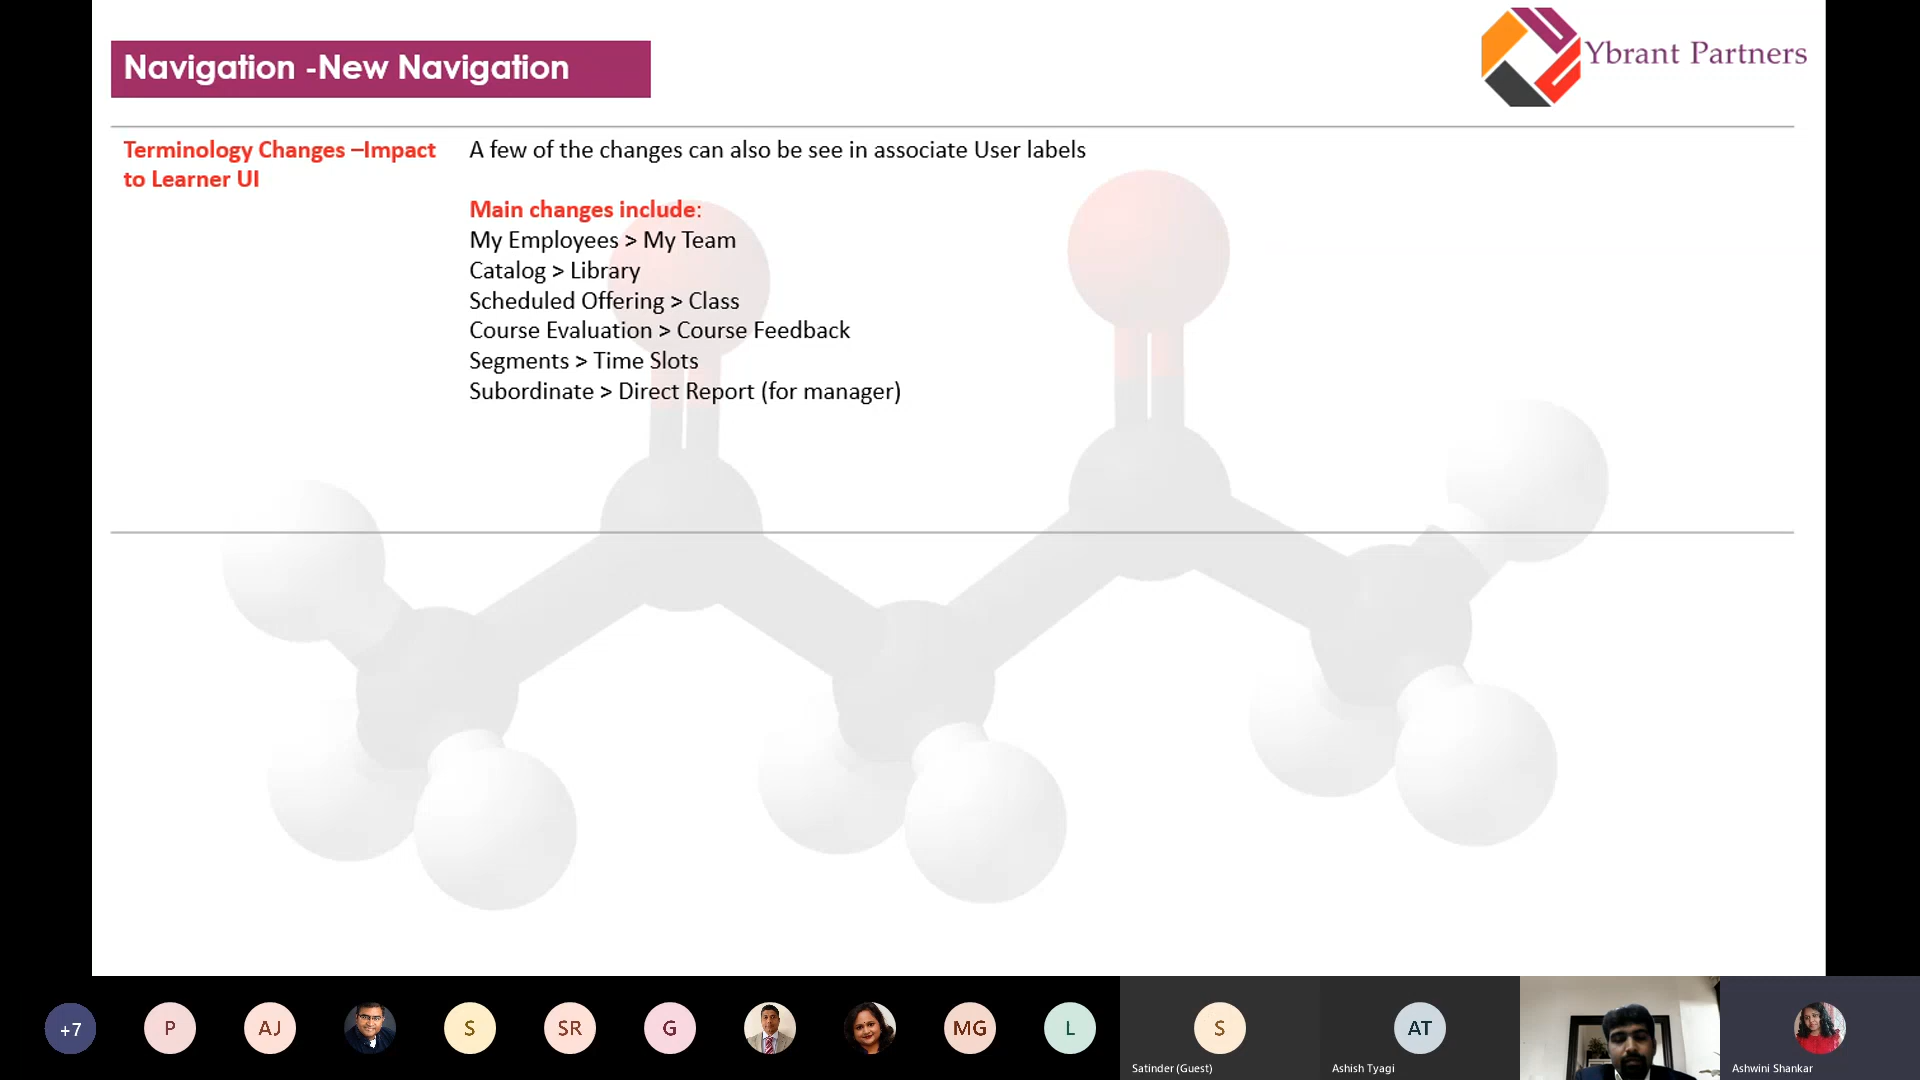 Navigation -New Navigation
Ybrant Partners
Terminology Changes –Impact
to Learner UI
A few of the changes can also be see in associate User labels
Main changes include:
My Employees > My Team
Catalog > Library
Scheduled Offering > Class
Course Evaluation > Course Feedback
Segments > Time Slots
Subordinate > Direct Report (for manager)
+7
P
AJ
S
SR
G
MG
L
S
Satinder (Guest)
AT
Ashish Tyagi
Ashwini Shankar